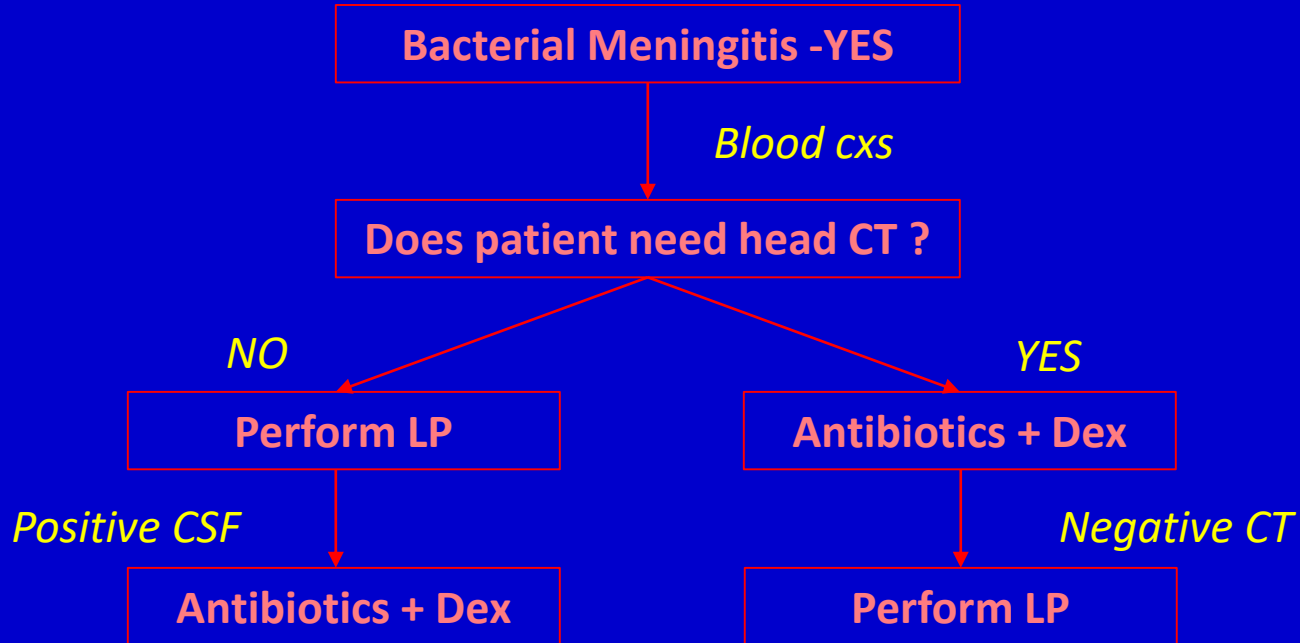 Bacterial Meningitis -YES
Blood cxs
Does patient need head CT ?
NO
YES
Perform LP
Antibiotics + Dex
Positive CSF
Negative CT
Antibiotics + Dex
Perform LP